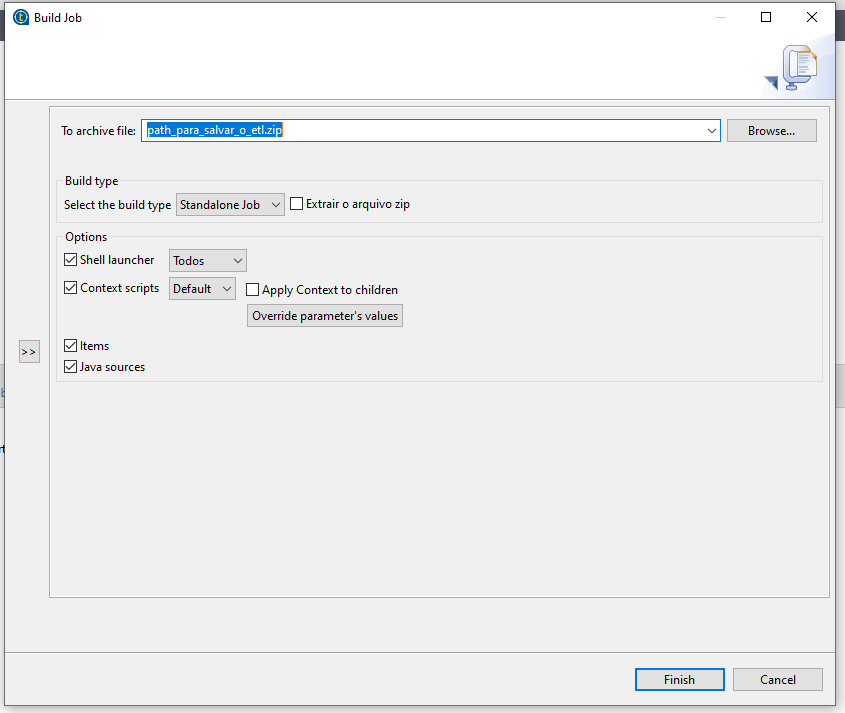 Build Job
To archive file: path_para_salvar_o_etl.zip Browse...
Build type
Select the build type Standalone Job Extrair o arquivo zip
Options
Shell launcher Todos
Context scripts Default Apply Context to children
Override parameter's values
Items
>>
Java sources
Finish Cancel